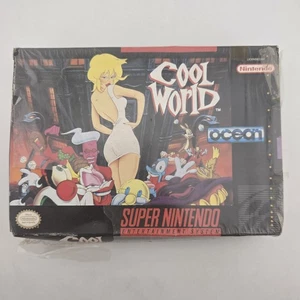 Nintendo
COOL
WORLD
ocean
SUPER NINTENDO
ENTERTAINMENT SYSTEM